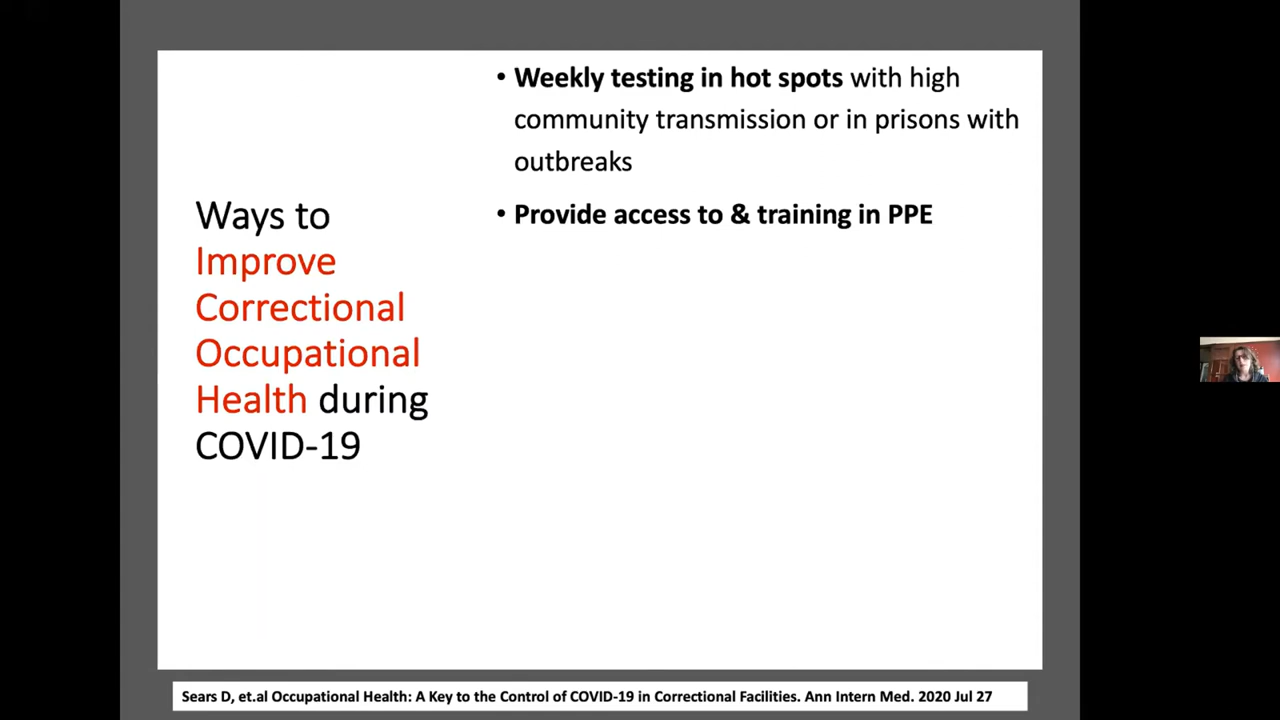 Ways to
Improve
Correctional
Occupational
Health during
COVID-19
• Weekly testing in hot spots with high
community transmission or in prisons with
outbreaks
• Provide access to & training in PPE
Sears D, et.al Occupational Health: A Key to the Control of COVID-19 in Correctional Facilities. Ann Intern Med. 2020 Jul 27